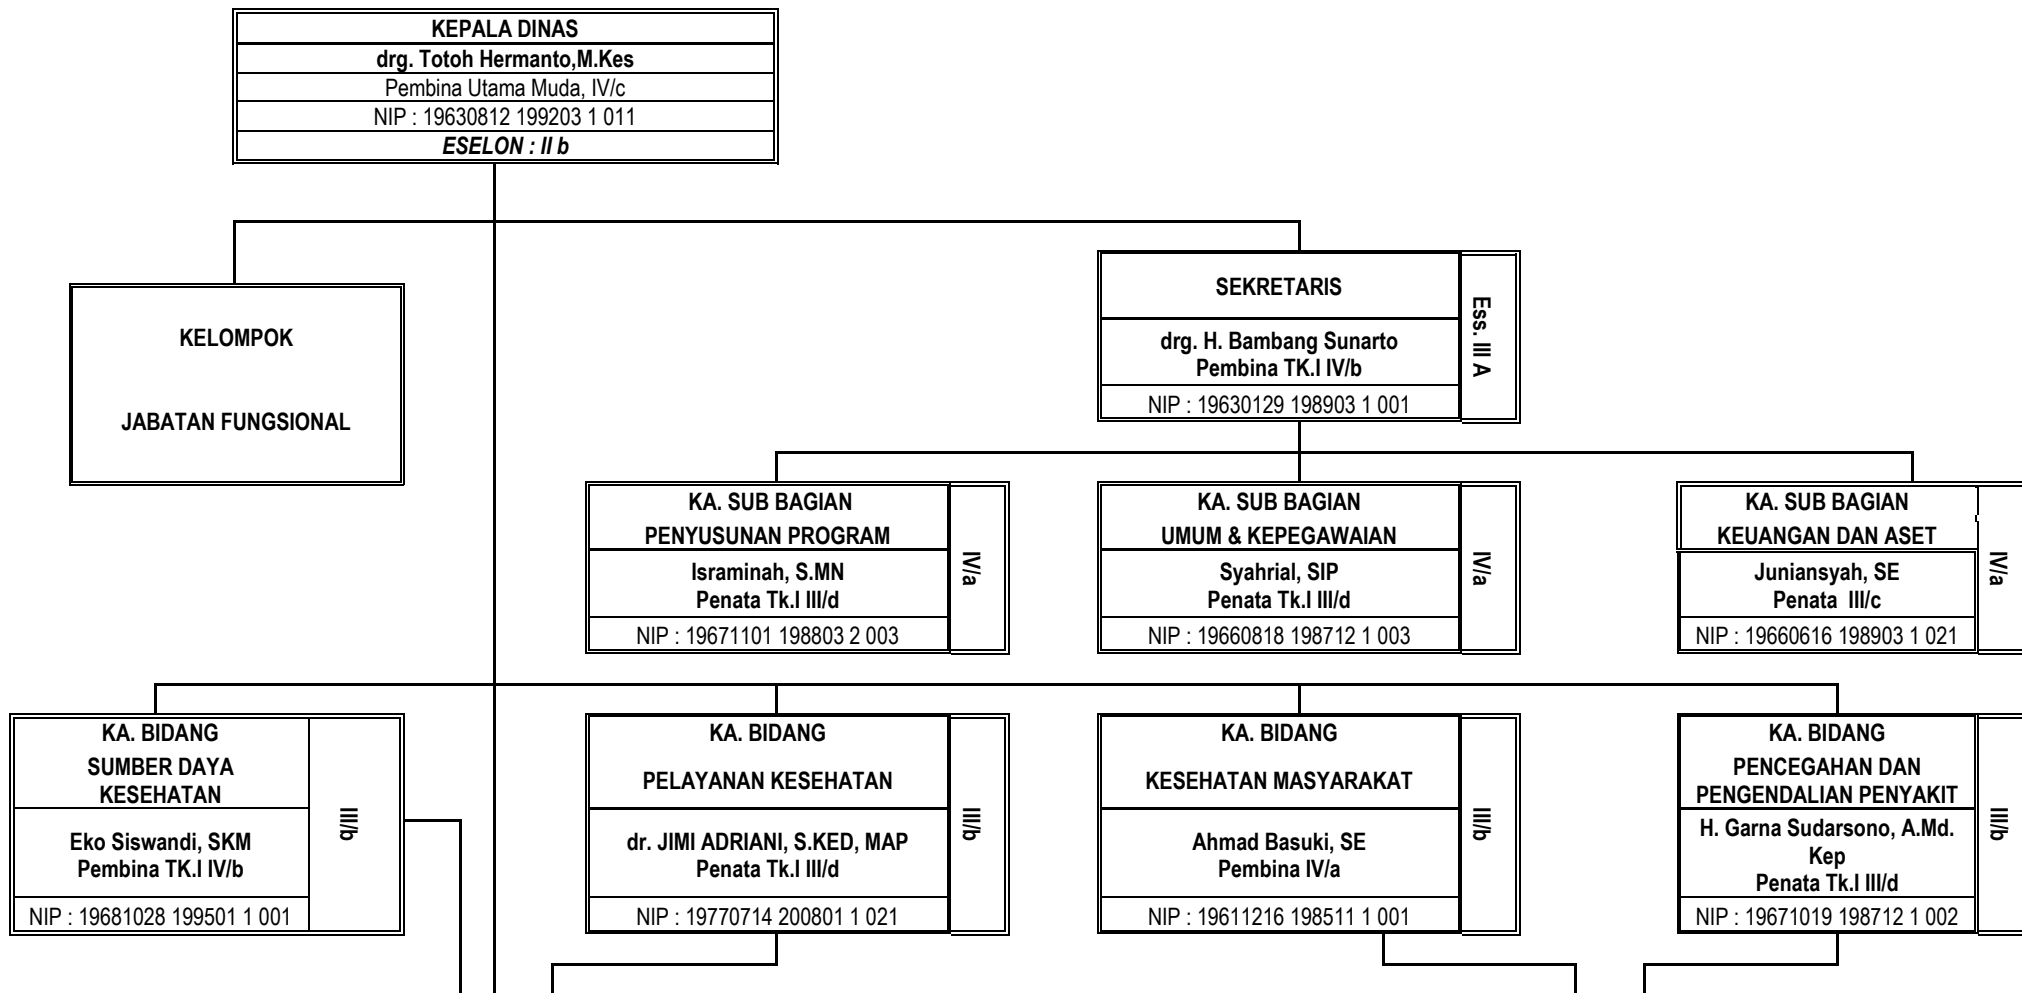 KEPALA DINAS
drg. Totoh Hermanto,M.Kes
Pembina Utama Muda, IV/c
NIP : 19630812 199203 1 011
ESELON : II b
KELOMPOK
JABATAN FUNGSIONAL
SEKRETARIS
drg. H. Bambang Sunarto
Pembina TK.I IV/b
NIP : 19630129 198903 1 001
Ess. III A
KA. SUB BAGIAN
PENYUSUNAN PROGRAM
Israminah, S.MN
Penata Tk.I III/d
NIP : 19671101 198803 2 003
IV/a
KA. SUB BAGIAN
UMUM & KEPEGAWAIAN
Syahrial, SIP
Penata Tk.I III/d
NIP : 19660818 198712 1 003
IV/a
KA. SUB BAGIAN
KEUANGAN DAN ASET
Juniansyah, SE
Penata  III/c
NIP : 19660616 198903 1 021
IV/a
KA. BIDANG
SUMBER DAYA
KESEHATAN
Eko Siswandi, SKM
Pembina TK.I IV/b
NIP : 19681028 199501 1 001
III/b
KA. BIDANG
PELAYANAN KESEHATAN
dr. JIMI ADRIANI, S.KED, MAP
Penata Tk.I III/d
NIP : 19770714 200801 1 021
III/b
KA. BIDANG
KESEHATAN MASYARAKAT
Ahmad Basuki, SE
Pembina IV/a
NIP : 19611216 198511 1 001
III/b
KA. BIDANG
PENCEGAHAN DAN
PENGENDALIAN PENYAKIT
H. Garna Sudarsono, A.Md.
Kep
Penata Tk.I III/d
NIP : 19671019 198712 1 002
III/b